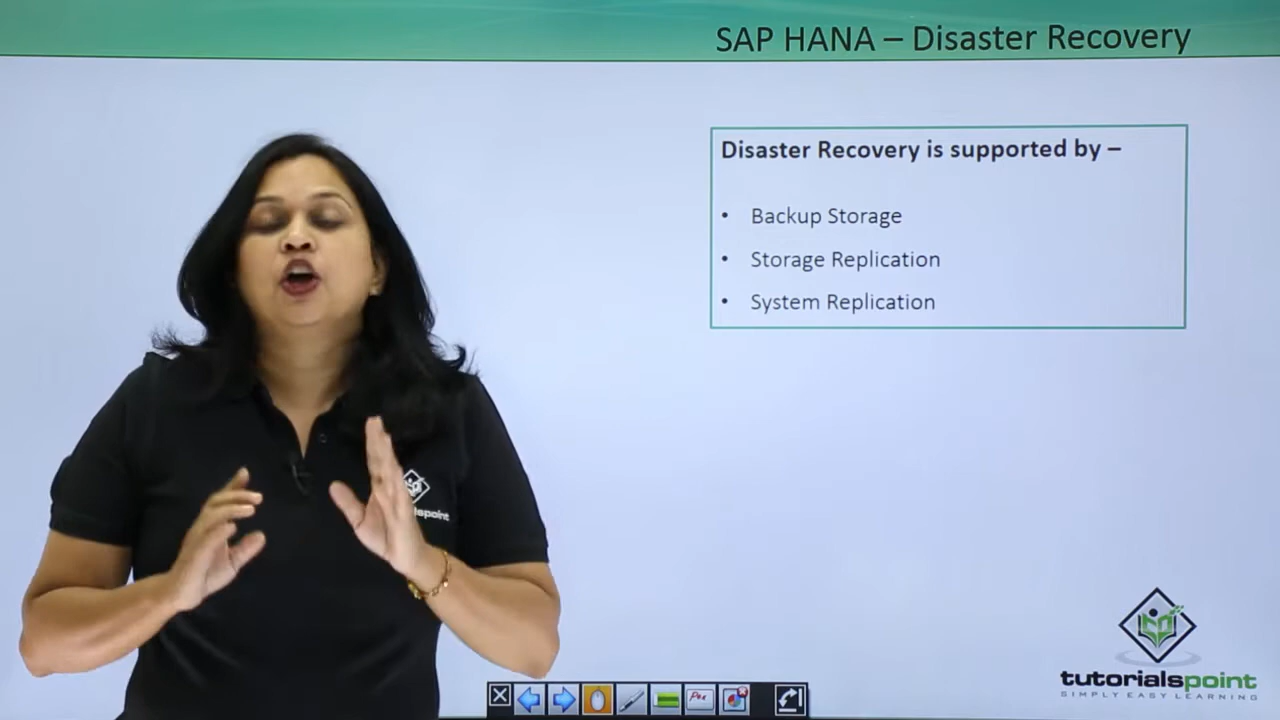 SAP HANA – Disaster Recovery
Disaster Recovery is supported by –
• Backup Storage
• Storage Replication
• System Replication
tutorialspoint
SIMPLY EASY LEARNING
Pen